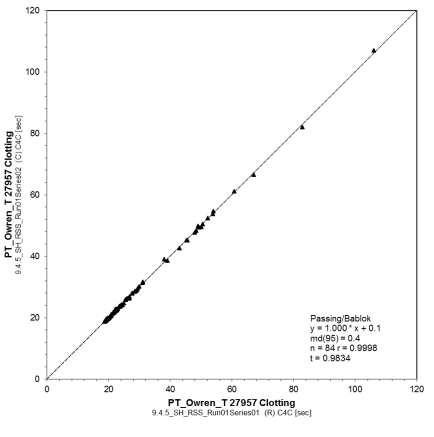 120
100
80
60
40
20
0
PT_Owren_T 27957 Clotting
9.4.5_SH_RSS_Run01Series02 (C) C4C [sec]
Passing/Bablok
y = 1.000 * x + 0.1
md(95) = 0.4
n = 84 r = 0.9998
t = 0.9834
0 20 40 60 80 100 120
PT_Owren_T 27957 Clotting
9.4.5_SH_RSS_Run01Series01 (R) C4C [sec]